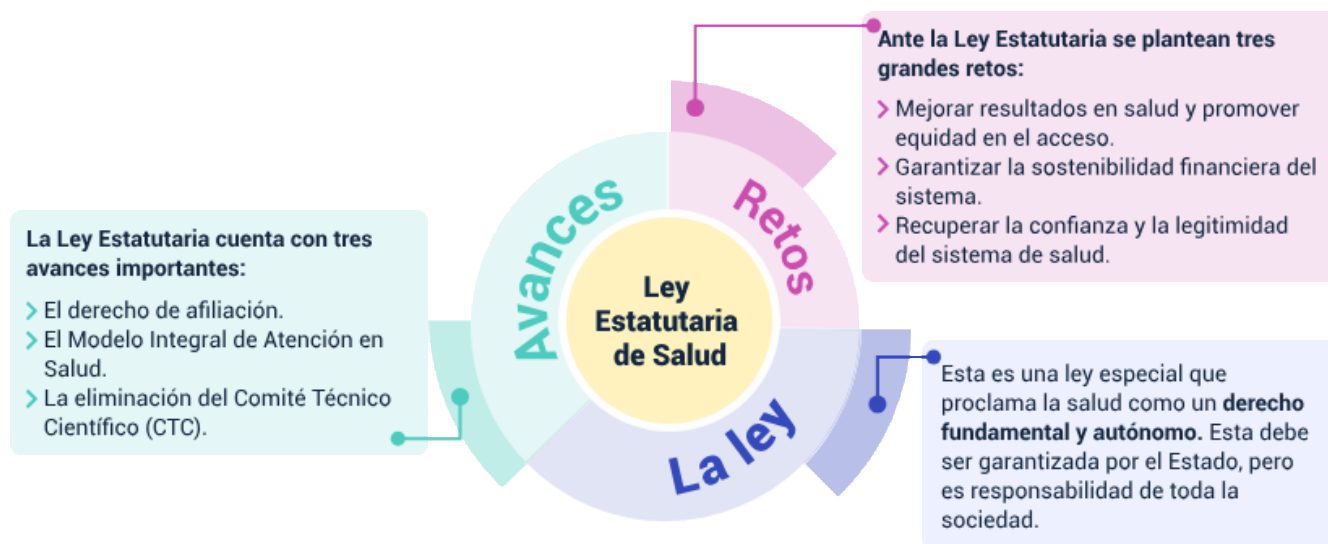 Ante la Ley Estatutaria se plantean tres
grandes retos:
Mejorar resultados en salud y promover
equidad en el acceso.
Garantizar la sostenibilidad financiera del
sistema.
Recuperar la confianza y la legitimidad
del sistema de salud.
La Ley Estatutaria cuenta con tres
avances importantes:
El derecho de afiliación.
El Modelo Integral de Atención en
Salud.
La eliminación del Comité Técnico
Científico (CTC).
Avances
Retos
Ley
Estatutaria
de Salud
La ley
Esta es una ley especial que
proclama la salud como un derecho
fundamental y autónomo. Esta debe
ser garantizada por el Estado, pero
es responsabilidad de toda la
sociedad.